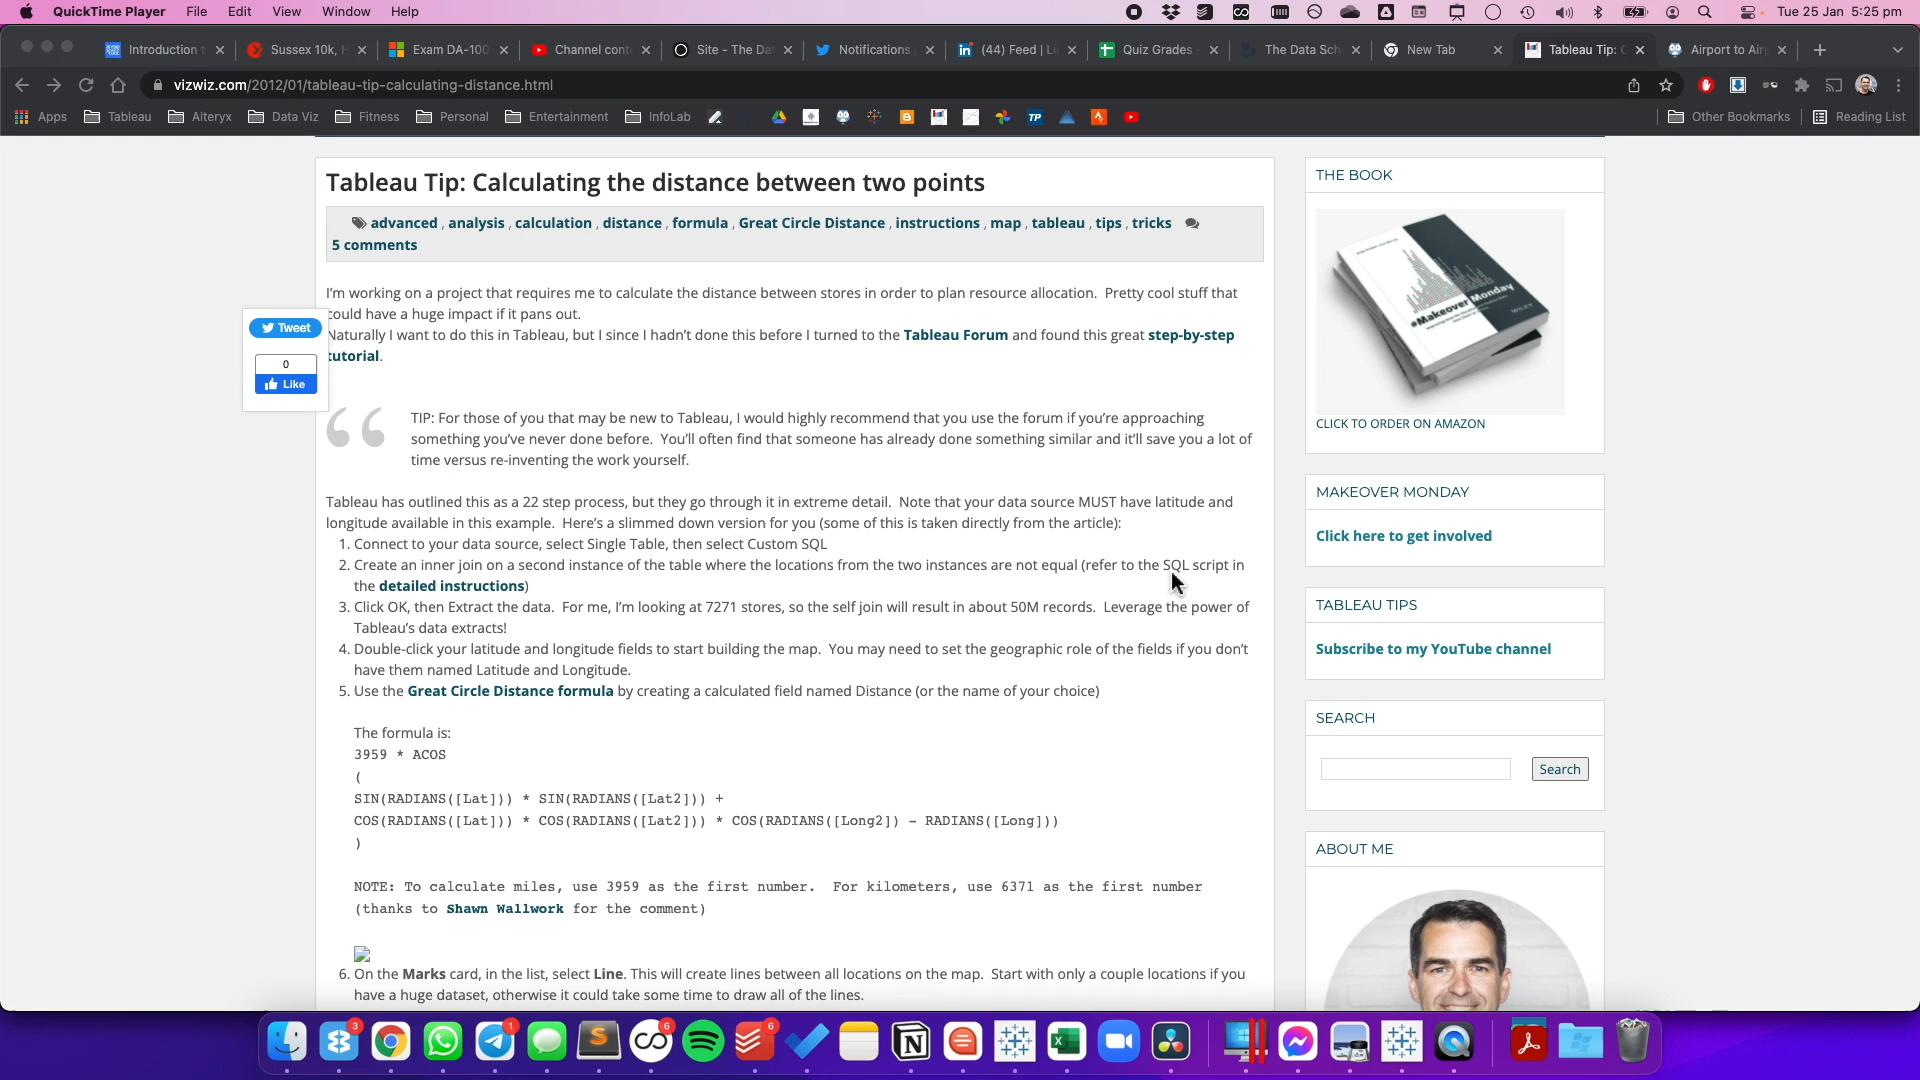 QuickTime Player File Edit View Window Help Tue 25 Jan 5:25 pm
Introduction Sussex 10k, Exam DA-100 Channel cont Site - The Da Notifications (44) Feed | Li Quiz Grades - The Data Sch New Tab Tableau Tip: Airport to Air
vizwiz.com/2012/01/tableau-tip-calculating-distance.html
Apps Tableau Alteryx Data Viz Fitness Personal Entertainment InfoLab TP Other Bookmarks Reading List
Tableau Tip: Calculating the distance between two points
advanced , analysis , calculation , distance , formula , Great Circle Distance , instructions , map , tableau , tips , tricks
5 comments
I'm working on a project that requires me to calculate the distance between stores in order to plan resource allocation. Pretty cool stuff that
could have a huge impact if it pans out.
Naturally I want to do this in Tableau, but I since I hadn't done this before I turned to the Tableau Forum and found this great step-by-step
tutorial.
Tweet
0
Like
TIP: For those of you that may be new to Tableau, I would highly recommend that you use the forum if you're approaching
something you've never done before. You'll often find that someone has already done something similar and it'll save you a lot of
time versus re-inventing the work yourself.
Tableau has outlined this as a 22 step process, but they go through it in extreme detail. Note that your data source MUST have latitude and
longitude available in this example. Here's a slimmed down version for you (some of this is taken directly from the article):
1. Connect to your data source, select Single Table, then select Custom SQL
2. Create an inner join on a second instance of the table where the locations from the two instances are not equal (refer to the SQL script in
the detailed instructions)
3. Click OK, then Extract the data. For me, I'm looking at 7271 stores, so the self join will result in about 50M records. Leverage the power of
Tableau's data extracts!
4. Double-click your latitude and longitude fields to start building the map. You may need to set the geographic role of the fields if you don't
have them named Latitude and Longitude.
5. Use the Great Circle Distance formula by creating a calculated field named Distance (or the name of your choice)
The formula is:
3959 * ACOS
(
SIN(RADIANS([Lat])) * SIN(RADIANS([Lat2])) +
COS(RADIANS([Lat])) * COS(RADIANS([Lat2])) * COS(RADIANS([Long2]) - RADIANS([Long]))
)
NOTE: To calculate miles, use 3959 as the first number. For kilometers, use 6371 as the first number
(thanks to Shawn Wallwork for the comment)
6. On the Marks card, in the list, select Line. This will create lines between all locations on the map. Start with only a couple locations if you
have a huge dataset, otherwise it could take some time to draw all of the lines.
THE BOOK
#Makeover Monday
WILEY
CLICK TO ORDER ON AMAZON
MAKEOVER MONDAY
Click here to get involved
TABLEAU TIPS
Subscribe to my YouTube channel
SEARCH
Search
ABOUT ME
3 1 6 6